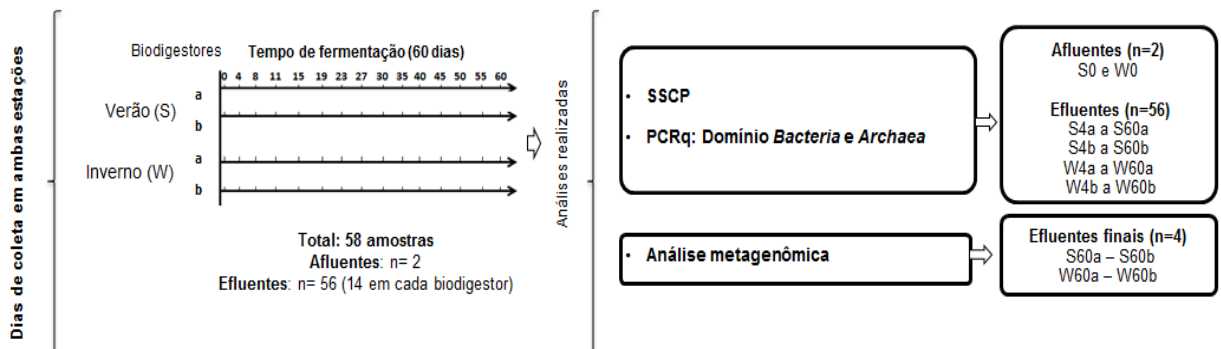 Dias de coleta em ambas estações
Biodigestores
Tempo de fermentação (60 dias)
0 4 8 11 15 19 23 27 30 35 40 45 50 55 60
Verão (S)
a
b
Inverno (W)
a
b
Total: 58 amostras
Afluentes: n= 2
Efluentes: n= 56 (14 em cada biodigestor)
Análises realizadas
• SSCP
• PCRq: Domínio Bacteria e Archaea
Afluentes (n=2)
S0 e W0
Efluentes (n=56)
S4a a S60a
S4b a S60b
W4a a W60a
W4b a W60b
• Análise metagenômica
Efluentes finais (n=4)
S60a – S60b
W60a – W60b